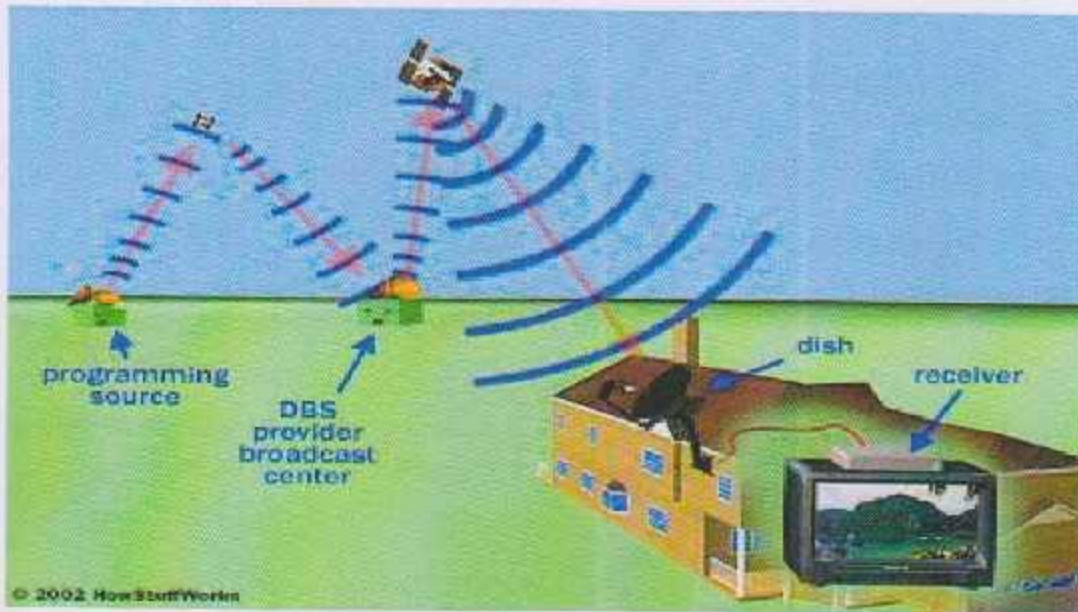 programming
source
DBS
provider
broadcast
center
dish
receiver
© 2002 HowStuffWorks